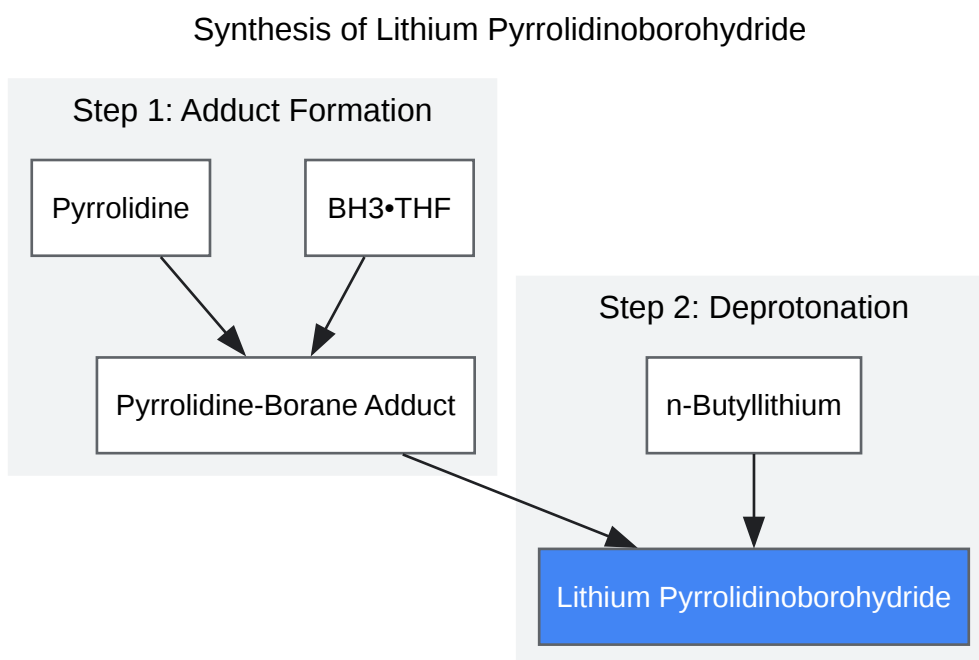 Synthesis of Lithium Pyrrolidinoborohydride
Step 1: Adduct Formation
Pyrrolidine
BH3•THF
Pyrrolidine-Borane Adduct
Step 2: Deprotonation
n-Butyllithium
Lithium Pyrrolidinoborohydride